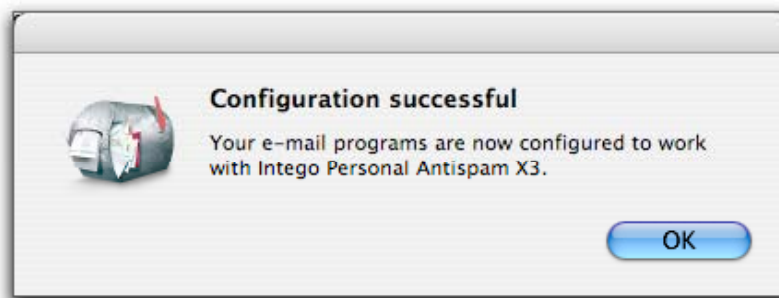 Configuration successful
Your e-mail programs are now configured to work
with Intego Personal Antispam X3.
OK